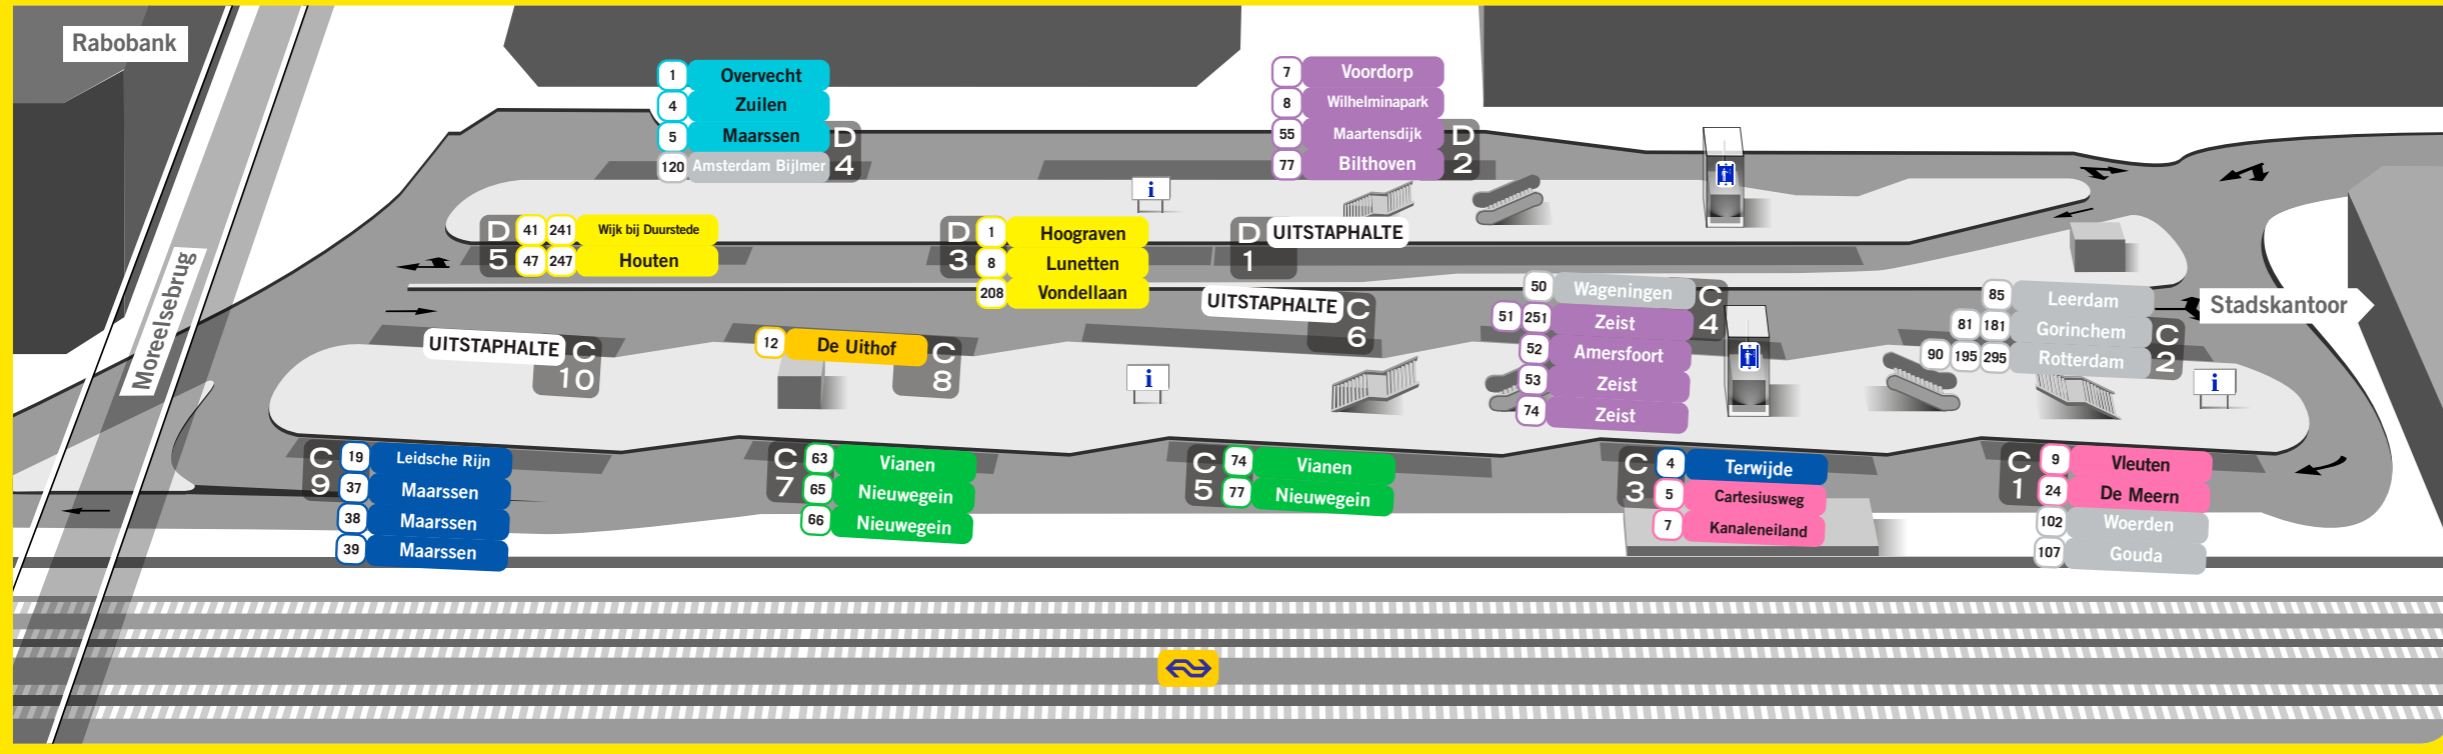 Rabobank
Moreelsebrug
1 Overvecht
4 Zuilen
5 Maarssen
120 Amsterdam Bijlmer
D 4
7 Voordorp
8 Wilhelminapark
55 Maartensdijk
77 Bilthoven
D 2
i
D 5
41 241 Wijk bij Duurstede
47 247 Houten
D 3
1 Hoograven
8 Lunetten
208 Vondellaan
D 1
UITSTAPHALTE
UITSTAPHALTE
C 6
50 Wageningen
51 251 Zeist
52 Amersfoort
53 Zeist
74 Zeist
C 4
85 Leerdam
81 181 Gorinchem
90 195 295 Rotterdam
C 2
Stadskantoor
UITSTAPHALTE
C 10
12 De Uithof
C 8
i
i
C 9
19 Leidsche Rijn
37 Maarssen
38 Maarssen
39 Maarssen
C 7
63 Vianen
65 Nieuwegein
66 Nieuwegein
C 5
74 Vianen
77 Nieuwegein
C 3
4 Terwijde
5 Cartesiusweg
7 Kanaleneiland
C 1
9 Vleuten
24 De Meern
102 Woerden
107 Gouda